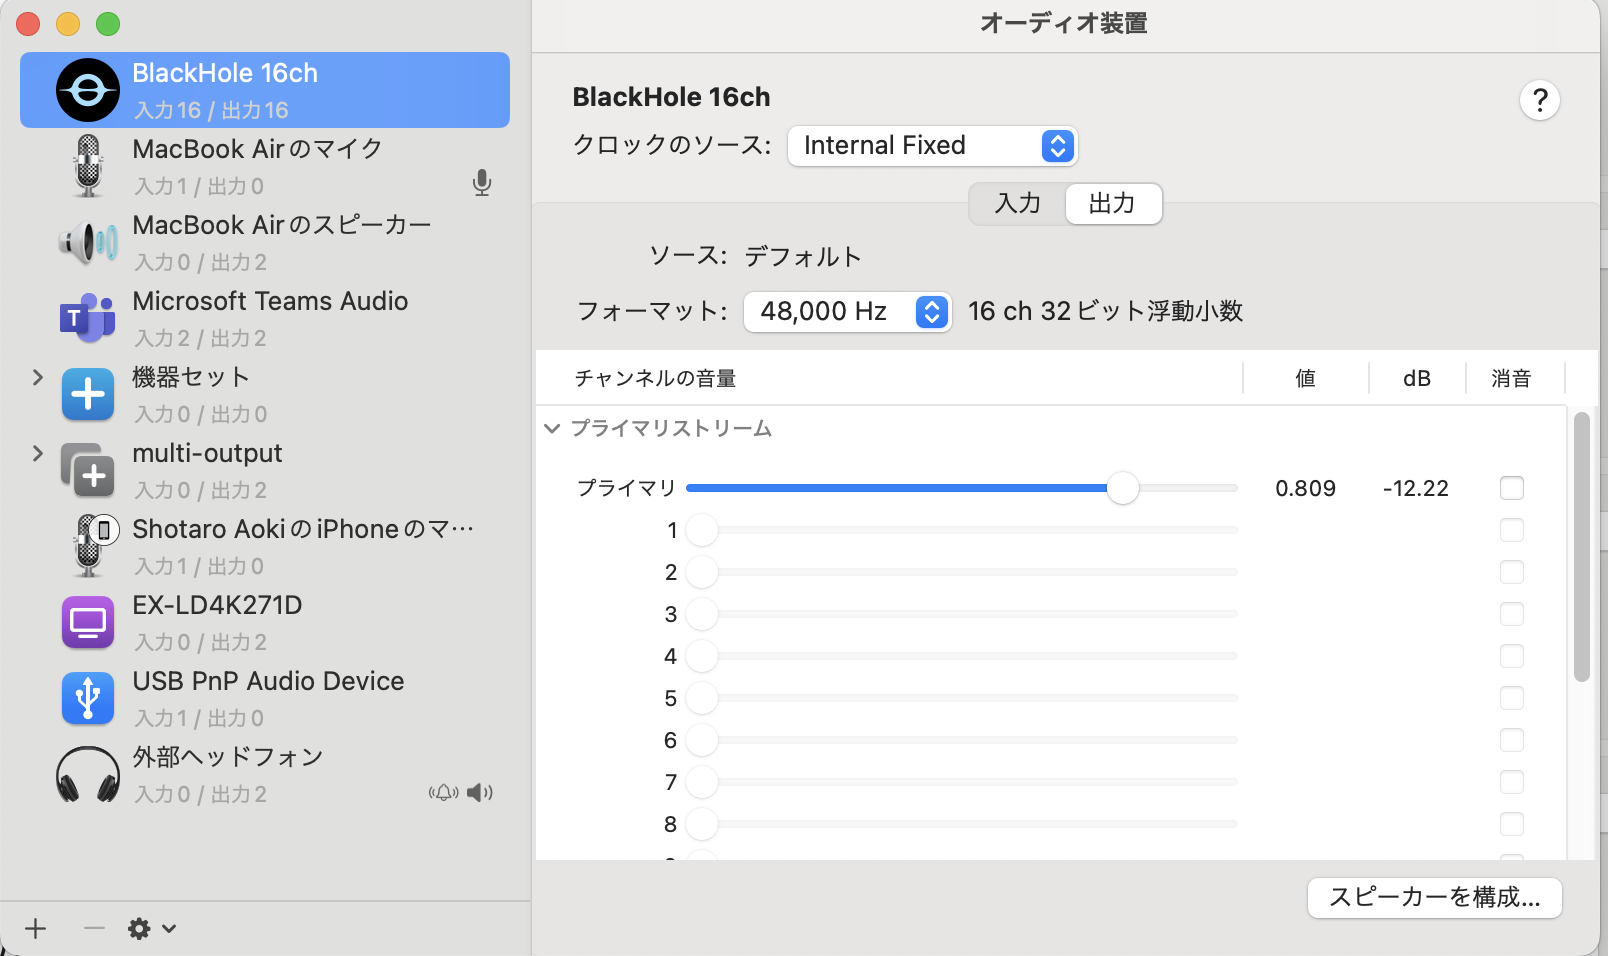 オーディオ装置
BlackHole 16ch
入力 16 / 出力 16
MacBook Airのマイク
入力 1 / 出力 0
MacBook Airのスピーカー
入力 0 / 出力 2
T
Microsoft Teams Audio
入力 2 / 出力 2
機器セット
入力 0 / 出力 0
multi-output
入力 0 / 出力 2
Shotaro AokiのiPhoneのマ…
入力 1 / 出力 0
EX-LD4K271D
入力 0 / 出力 2
USB PnP Audio Device
入力 1 / 出力 0
外部ヘッドフォン
入力 0 / 出力 2
BlackHole 16ch
?
クロックのソース: Internal Fixed
入力 出力
ソース: デフォルト
フォーマット: 48,000 Hz 16 ch 32ビット浮動小数
チャンネルの音量 値 dB 消音
プライマリストリーム
プライマリ 0.809 -12.22
1
2
3
4
5
6
7
8
スピーカーを構成...